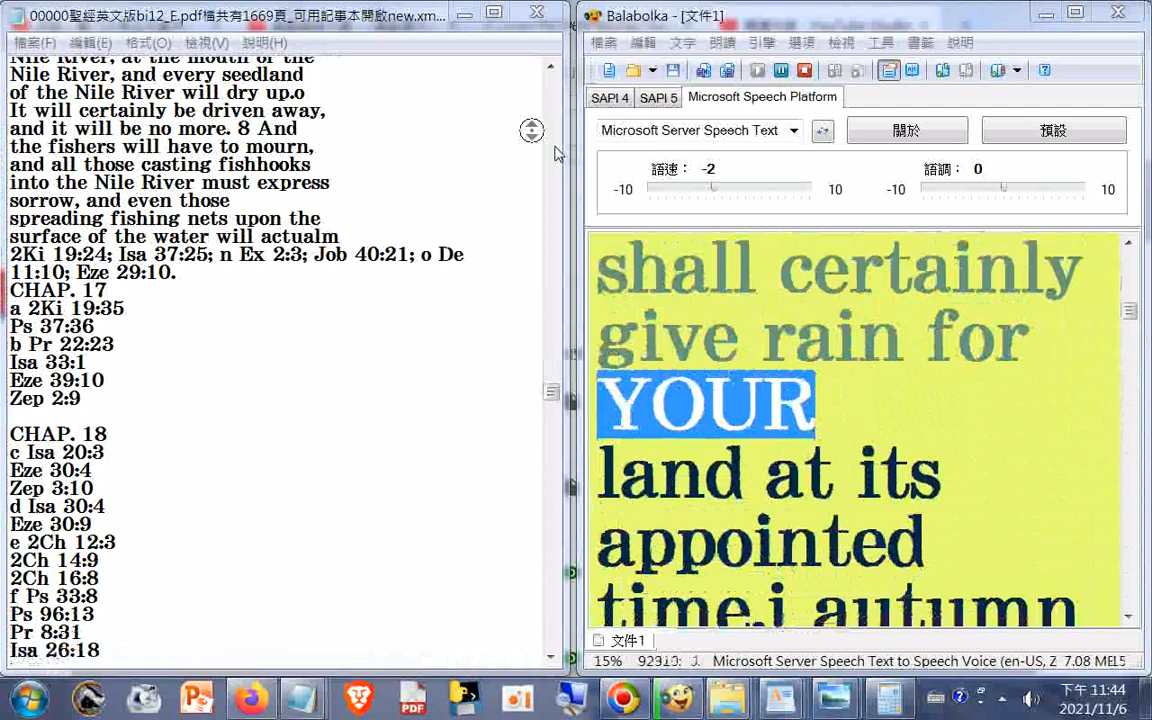 00000聖經英文版bi12_E.pdf檔共有1669頁_可用記事本開啟new.xm...
檔案(F) 編輯(E) 格式(O) 檢視(V) 說明(H)
Nile River, at the mouth of the
Nile River, and every seedland
of the Nile River will dry up.o
It will certainly be driven away,
and it will be no more. 8 And
the fishers will have to mourn,
and all those casting fishhooks
into the Nile River must express
sorrow, and even those
spreading fishing nets upon the
surface of the water will actualm
2Ki 19:24; Isa 37:25; n Ex 2:3; Job 40:21; o De
11:10; Eze 29:10.
CHAP. 17
a 2Ki 19:35
Ps 37:36
b Pr 22:23
Isa 33:1
Eze 39:10
Zep 2:9
CHAP. 18
c Isa 20:3
Eze 30:4
Zep 3:10
d Isa 30:4
Eze 30:9
e 2Ch 12:3
2Ch 14:9
2Ch 16:8
f Ps 33:8
Ps 96:13
Pr 8:31
Isa 26:18
Balabolka - [文件1]
檔案 編輯 文字 朗讀 引擎 選項 檢視 工具 書籤 說明
SAPI 4 SAPI 5 Microsoft Speech Platform
Microsoft Server Speech Text 關於 預設
語速: -2 語調: 0
-10 10 -10 10
shall certainly
give rain for
YOUR
land at its
appointed
time,i autumn
文件1
15% Microsoft Server Speech Text to Speech Voice (en-US, Z 7.08 МЕБ
PDF
下午 11:44
2021/11/6